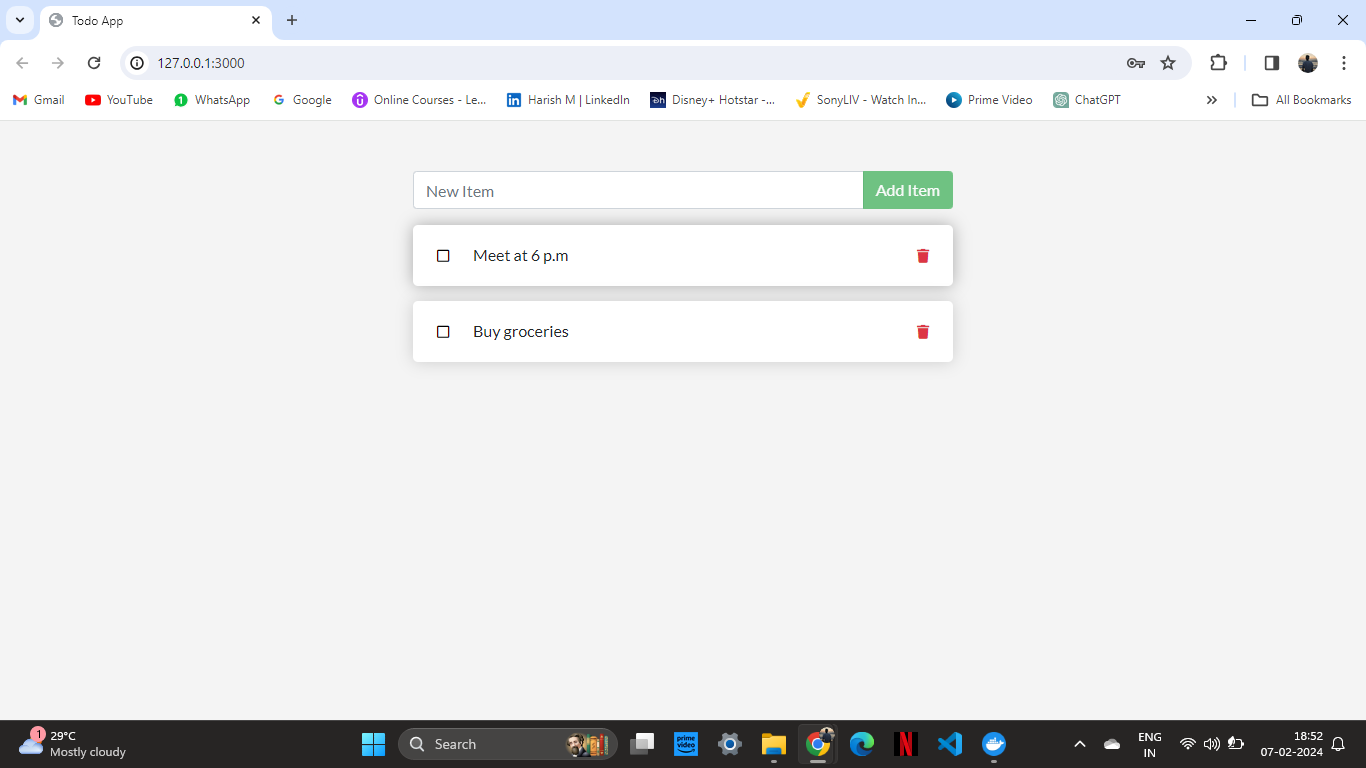 Todo App
127.0.0.1:3000
Gmail
YouTube
1
WhatsApp
G
Google
Online Courses - Le...
in
Harish M | LinkedIn
Disney+ Hotstar -...
SonyLIV - Watch In...
Prime Video
ChatGPT
All Bookmarks
New Item
Add Item
Meet at 6 p.m
Buy groceries
1
29°C
Mostly cloudy
Search
prime
video
N
ENG
IN
18:52
07-02-2024